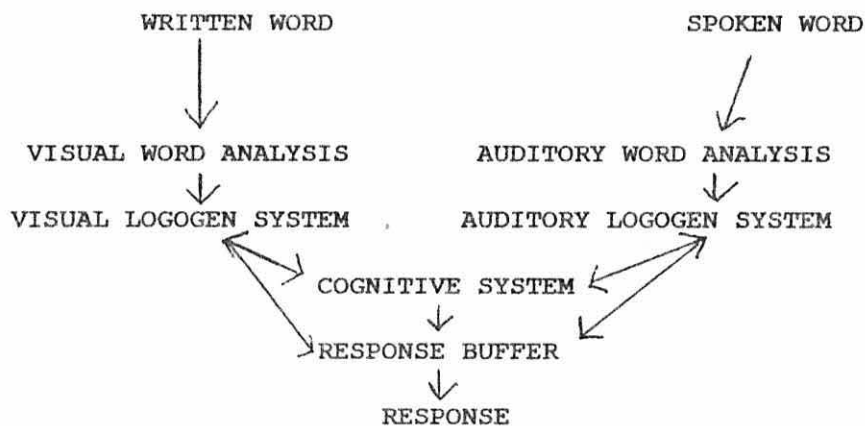 WRITTEN WORD SPOKEN WORD
VISUAL WORD ANALYSIS AUDITORY WORD ANALYSIS
VISUAL LOGOGEN SYSTEM AUDITORY LOGOGEN SYSTEM
COGNITIVE SYSTEM
RESPONSE BUFFER
RESPONSE